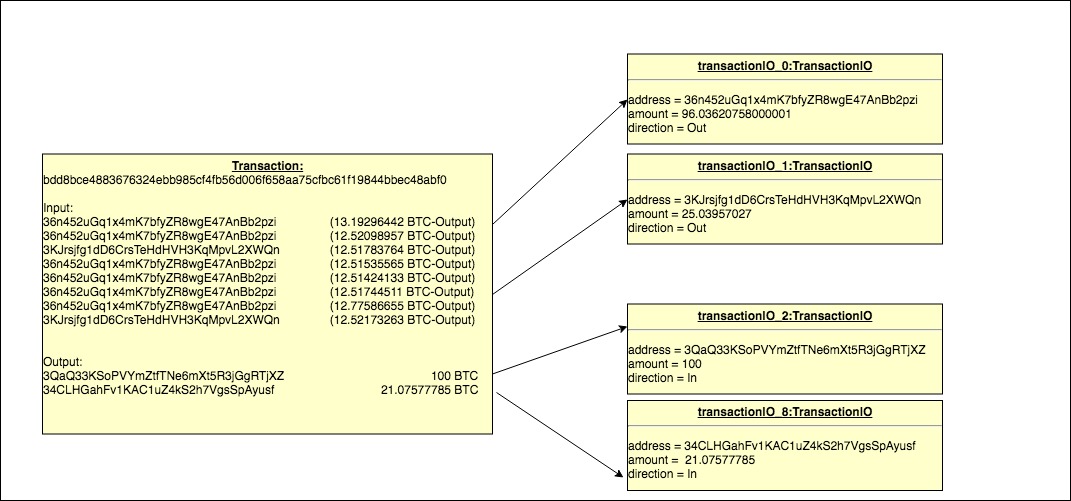 Transaction:
bdd8bce4883676324ebb985cf4fb56d006f658aa75cfbc61f19844bbec48abf0
Input:
36n452uGq1x4mK7bfyZR8wgE47AnBb2pzi (13.19296442 BTC-Output)
36n452uGq1x4mK7bfyZR8wgE47AnBb2pzi (12.52098957 BTC-Output)
3KJrsjfg1dD6CrsTeHdHVH3KqMpvL2XWQn (12.51783764 BTC-Output)
36n452uGq1x4mK7bfyZR8wgE47AnBb2pzi (12.51535565 BTC-Output)
36n452uGq1x4mK7bfyZR8wgE47AnBb2pzi (12.51424133 BTC-Output)
36n452uGq1x4mK7bfyZR8wgE47AnBb2pzi (12.51744511 BTC-Output)
36n452uGq1x4mK7bfyZR8wgE47AnBb2pzi (12.77586655 BTC-Output)
3KJrsjfg1dD6CrsTeHdHVH3KqMpvL2XWQn (12.52173263 BTC-Output)
Output:
3QaQ33KSoPVYmZtfTNe6mXt5R3jGgRTjXZ 100 BTC
34CLHGahFv1KAC1uZ4kS2h7VgsSpAyusf 21.07577785 BTC
transactionIO_0:TransactionIO
address = 36n452uGq1x4mK7bfyZR8wgE47AnBb2pzi
amount = 96.03620758000001
direction = Out
transactionIO_1:TransactionIO
address = 3KJrsjfg1dD6CrsTeHdHVH3KqMpvL2XWQn
amount = 25.03957027
direction = Out
transactionIO_2:TransactionIO
address = 3QaQ33KSoPVYmZtfTNe6mXt5R3jGgRTjXZ
amount = 100
direction = In
transactionIO_8:TransactionIO
address = 34CLHGahFv1KAC1uZ4kS2h7VgsSpAyusf
amount =  21.07577785
direction = In